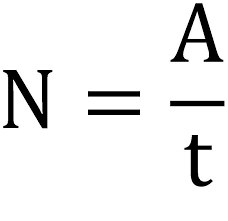 N = A/t